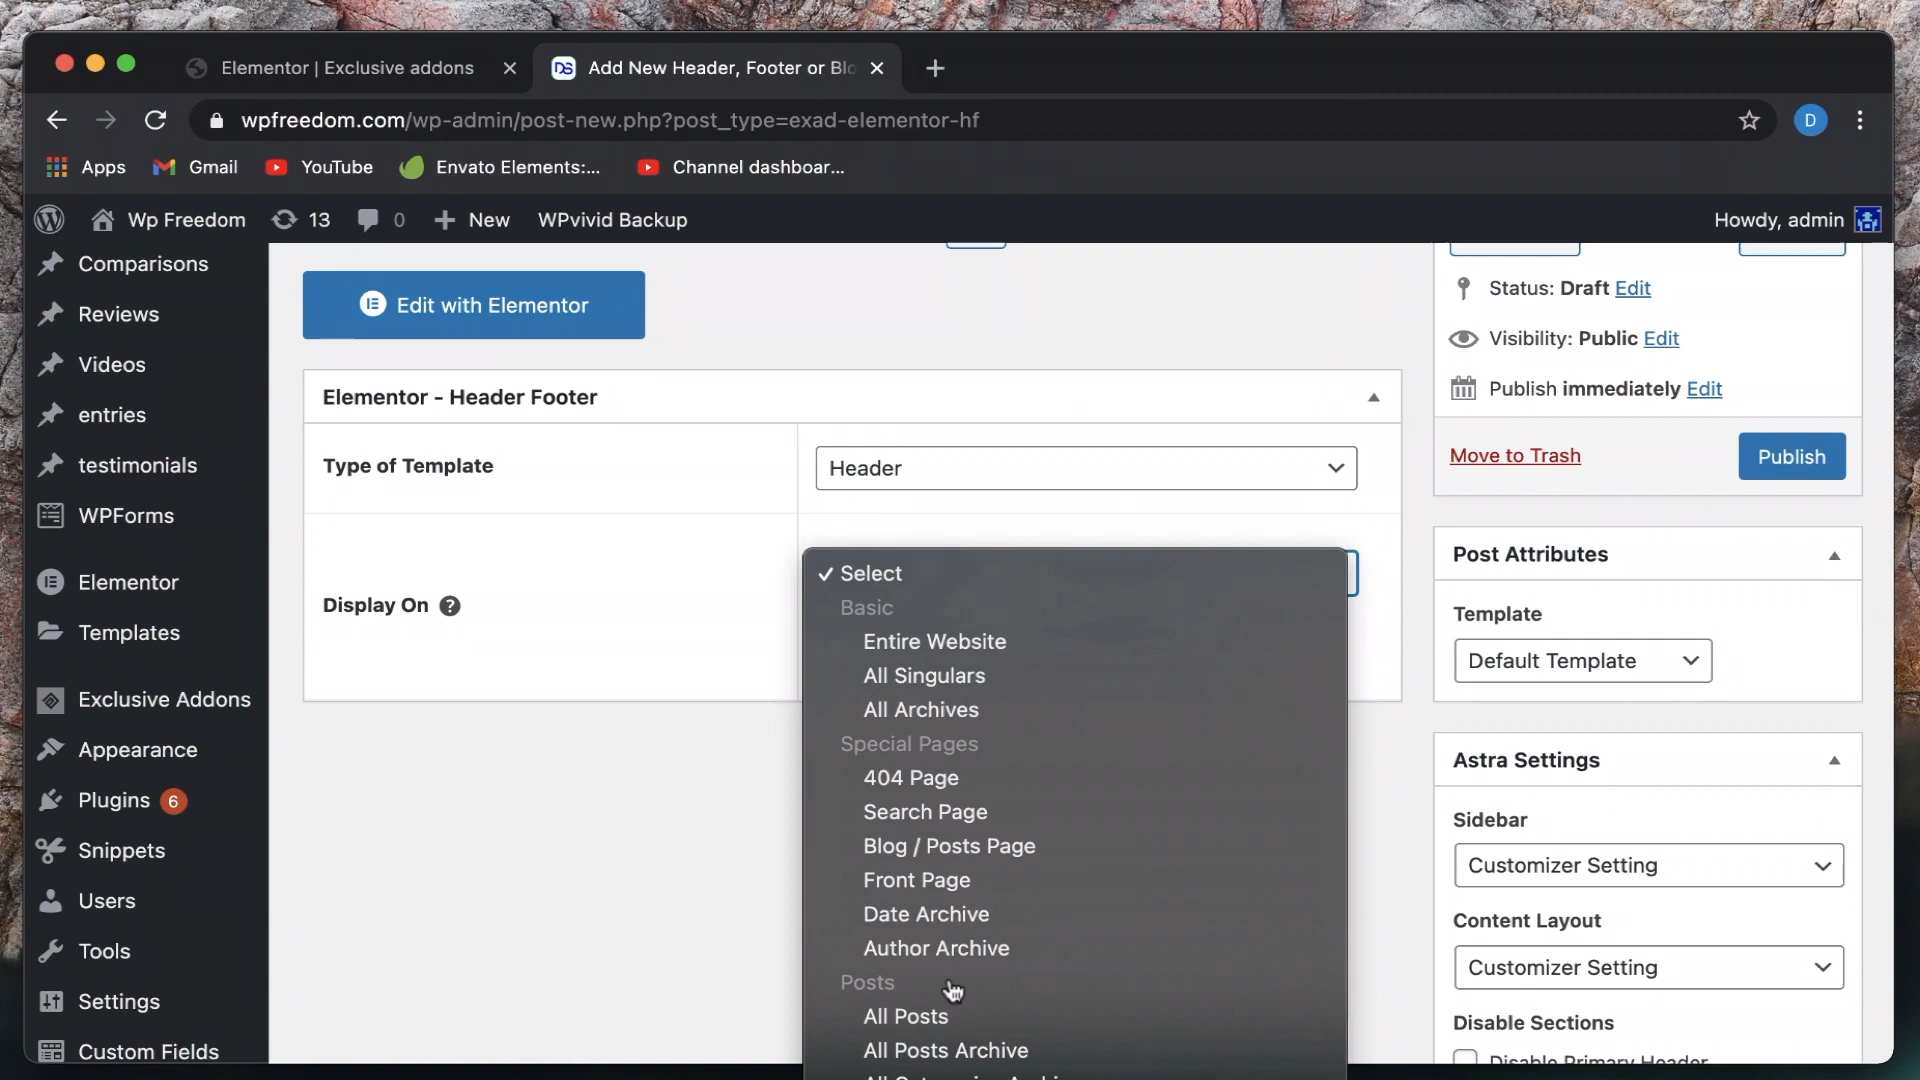 Elementor | Exclusive addons
DS
Add New Header, Footer or Blo
wpfreedom.com/wp-admin/post-new.php?post_type=exad-elementor-hf
D
Apps
Gmail
YouTube
Envato Elements:...
Channel dashboar...
Wp Freedom
13
0
New
WPvivid Backup
Howdy, admin
Comparisons
Reviews
Videos
entries
testimonials
WPForms
Elementor
Templates
Exclusive Addons
Appearance
Plugins 6
Snippets
Users
Tools
Settings
Custom Fields
Edit with Elementor
Elementor - Header Footer
Type of Template
Header
Display On ?
✓ Select
Basic
Entire Website
All Singulars
All Archives
Special Pages
404 Page
Search Page
Blog / Posts Page
Front Page
Date Archive
Author Archive
Posts
All Posts
All Posts Archive
Status: Draft Edit
Visibility: Public Edit
Publish immediately Edit
Move to Trash
Publish
Post Attributes
Template
Default Template
Astra Settings
Sidebar
Customizer Setting
Content Layout
Customizer Setting
Disable Sections
Disable Primary Header